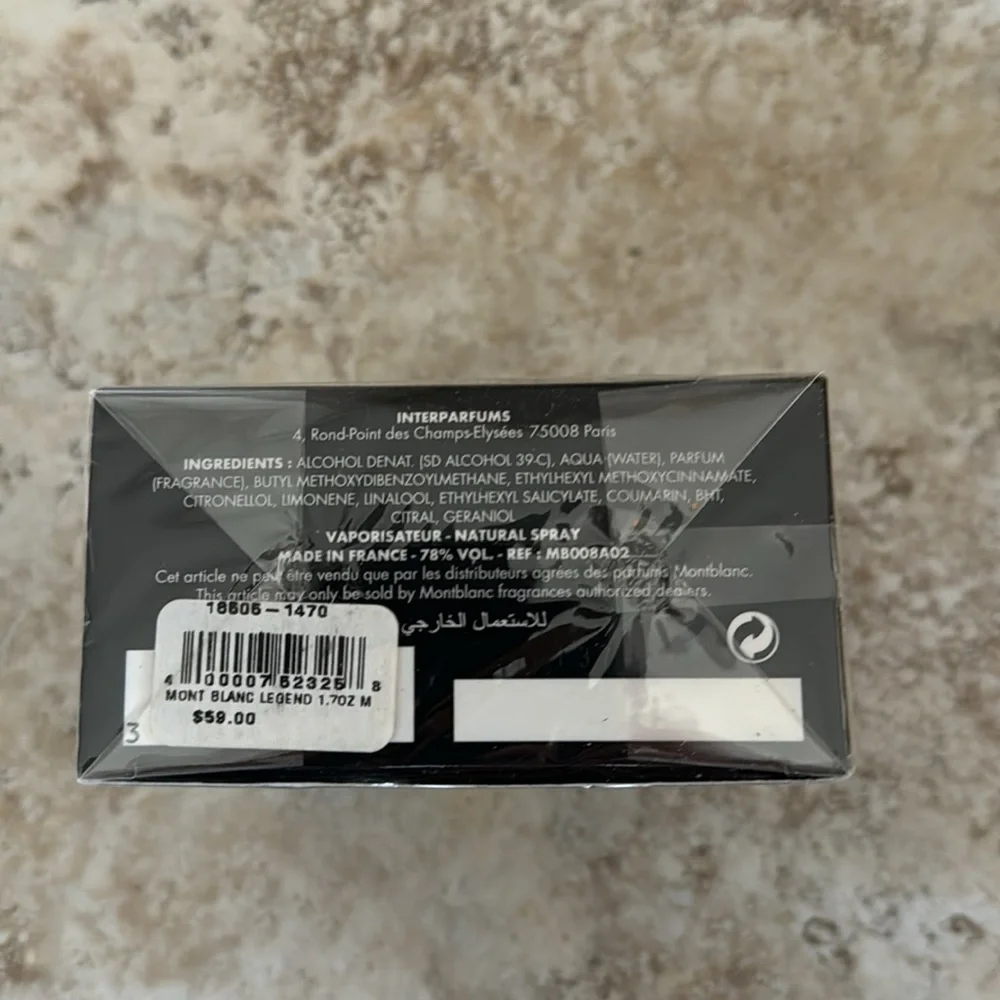 INTERPARFUMS
4, Rond-Point des Champs-Elysées 75008 Paris
INGREDIENTS : ALCOHOL DENAT. (SD ALCOHOL 39-C), AQUA (WATER), PARFUM
(FRAGRANCE), BUTYL METHOXYDIBENZOYLMETHANE, ETHYLHEXYL METHOXYCINNAMATE,
CITRONELLOL, LIMONENE, LINALOOL, ETHYLHEXYL SALICYLATE, COUMARIN, BHT,
CITRAL, GERANIOL
VAPORISATEUR - NATURAL SPRAY
MADE IN FRANCE - 78% VOL. - REF : MB008A02
Cet article ne peut être vendu que par les distributeurs agréés des parfums Montblanc.
This article may only be sold by Montblanc fragrances authorized dealers.
للاستعمال الخارجي
18505-1470
4 00007 62325 8
MONT BLANC LEGEND 1.7OZ M
$59.00
3